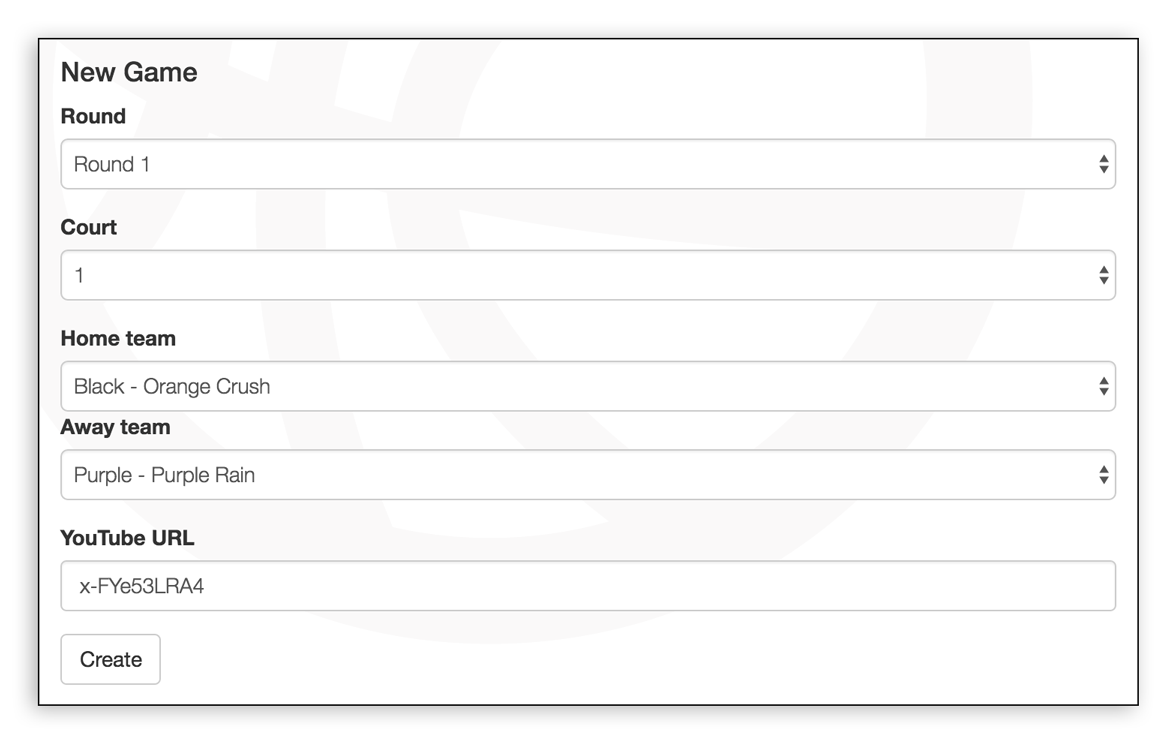 New Game
Round
Round 1
Court
1
Home team
Black - Orange Crush
Away team
Purple - Purple Rain
YouTube URL
x-FYe53LRA4
Create